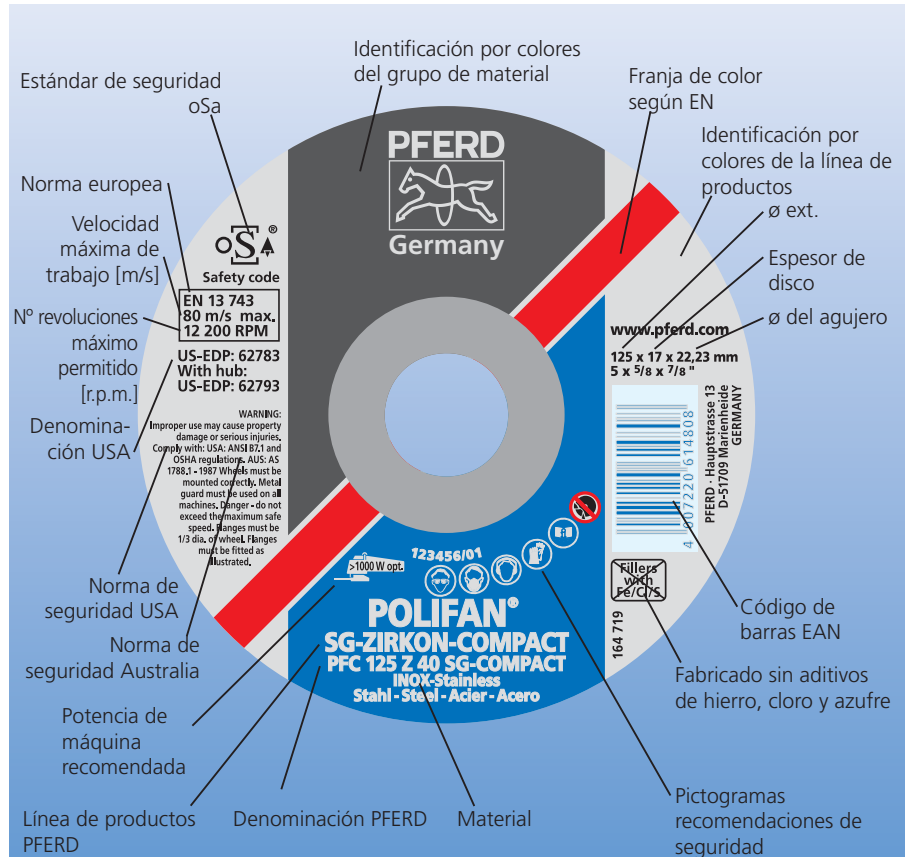 Identificación por colores
del grupo de material
Estándar de seguridad
oSa
Franja de color
según EN
Identificación por
colores de la línea de
productos
Norma europea
Velocidad
máxima de
trabajo [m/s]
Nº revoluciones
máximo
permitido
[r.p.m.]
Denomina-
ción USA
ø ext.
Espesor de
disco
ø del agujero
PFERD
Germany
oSa®
Safety code
EN 13 743
80 m/s max.
12 200 RPM
US-EDP: 62783
With hub:
US-EDP: 62793
WARNING:
Improper use may cause property
damage or serious injuries.
Comply with: USA: ANSI B7.1 and
OSHA regulations. AUS: AS
1788.1 - 1987 Wheels must be
mounted correctly. Metal
guard must be used on all
machines. Danger - do not
exceed the maximum safe
speed. Flanges must be
1/3 dia. of wheel. Flanges
must be fitted as
illustrated.
www.pferd.com
125 x 17 x 22,23 mm
5 x 5/8 x 7/8 "
4 007220 614808
PFERD · Hauptstrasse 13
D-51709 Marienheide
GERMANY
Fillers
with
Fe/Cl/S
164 719
123456/01
>1000 W opt.
POLIFAN®
SG-ZIRKON-COMPACT
PFC 125 Z 40 SG-COMPACT
INOX-Stainless
Stahl - Steel - Acier - Acero
Norma de
seguridad USA
Norma de
seguridad Australia
Potencia de
máquina
recomendada
Línea de productos
PFERD
Denominación PFERD
Material
Código de
barras EAN
Fabricado sin aditivos
de hierro, cloro y azufre
Pictogramas
recomendaciones de
seguridad